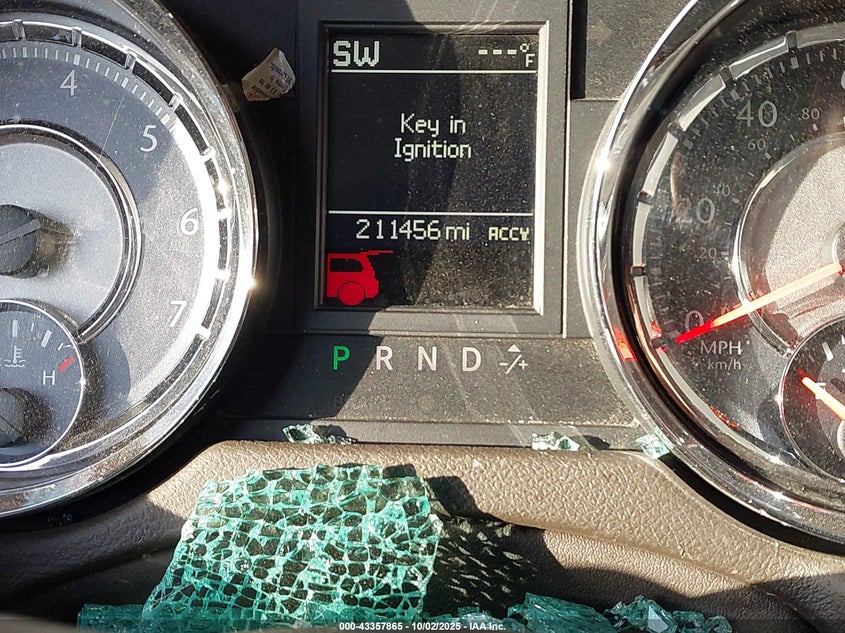 SW ---°F
Key in
Ignition
211456 mi ACCY
P R N D -/+
4
5
6
7
H
40
80
60
20
40
20
0
MPH
km/h
000-43357865 - 10/02/2025 - IAA Inc.